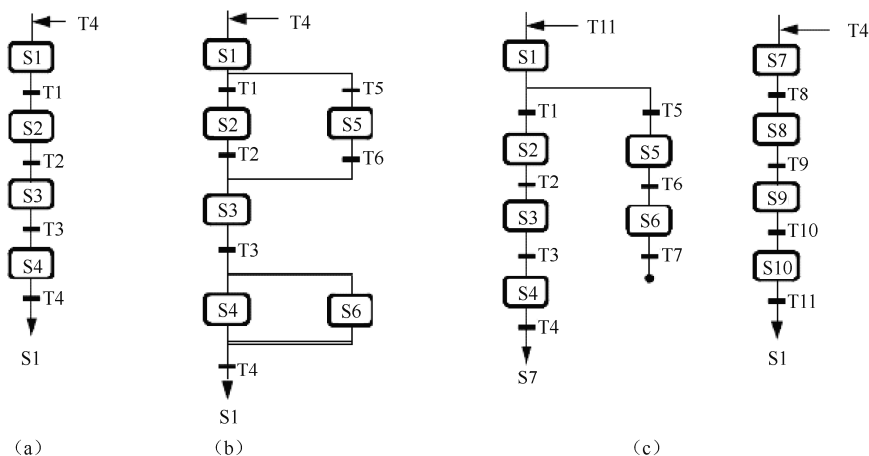 T4
S1
T1
S2
T2
S3
T3
S4
T4
S1
(a)
T4
S1
T1
T5
S2
S5
T2
T6
S3
T3
S4
S6
T4
S1
(b)
T11
S1
T1
T5
S2
S5
T2
T6
S3
S6
T3
T7
S4
T4
S7
T4
S7
T8
S8
T9
S9
T10
S10
T11
S1
(c)